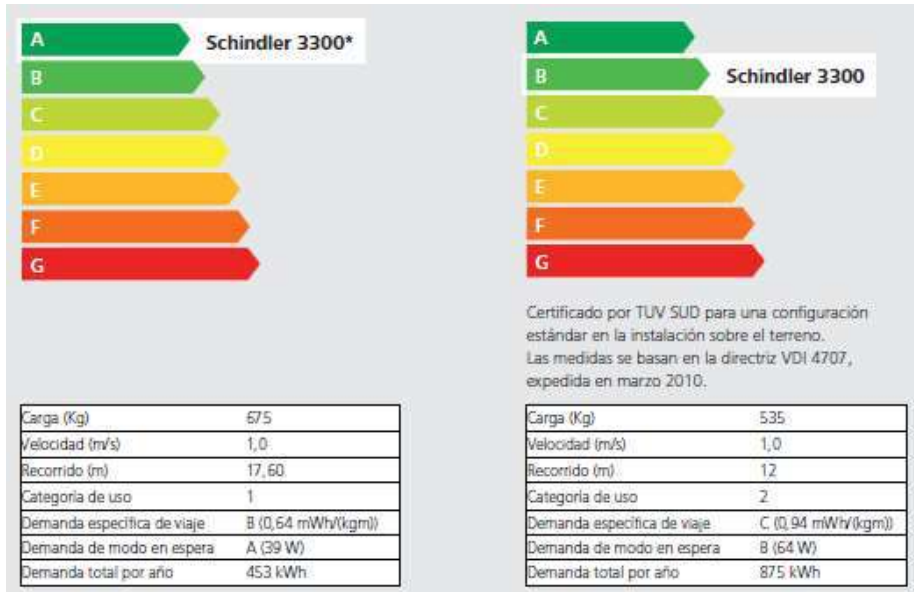 A
Schindler 3300*
B
C
D
E
F
G
Carga (Kg) 675
Velocidad (m/s) 1,0
Recorrido (m) 17,60
Categoría de uso 1
Demanda específica de viaje B (0,64 mWh/(kgm))
Demanda de modo en espera A (39 W)
Demanda total por año 453 kWh
A
B
Schindler 3300
C
D
E
F
G
Certificado por TUV SUD para una configuración
estándar en la instalación sobre el terreno.
Las medidas se basan en la directriz VDI 4707,
expedida en marzo 2010.
Carga (Kg) 535
Velocidad (m/s) 1,0
Recorrido (m) 12
Categoría de uso 2
Demanda específica de viaje C (0,94 mWh/(kgm))
Demanda de modo en espera B (64 W)
Demanda total por año 875 kWh